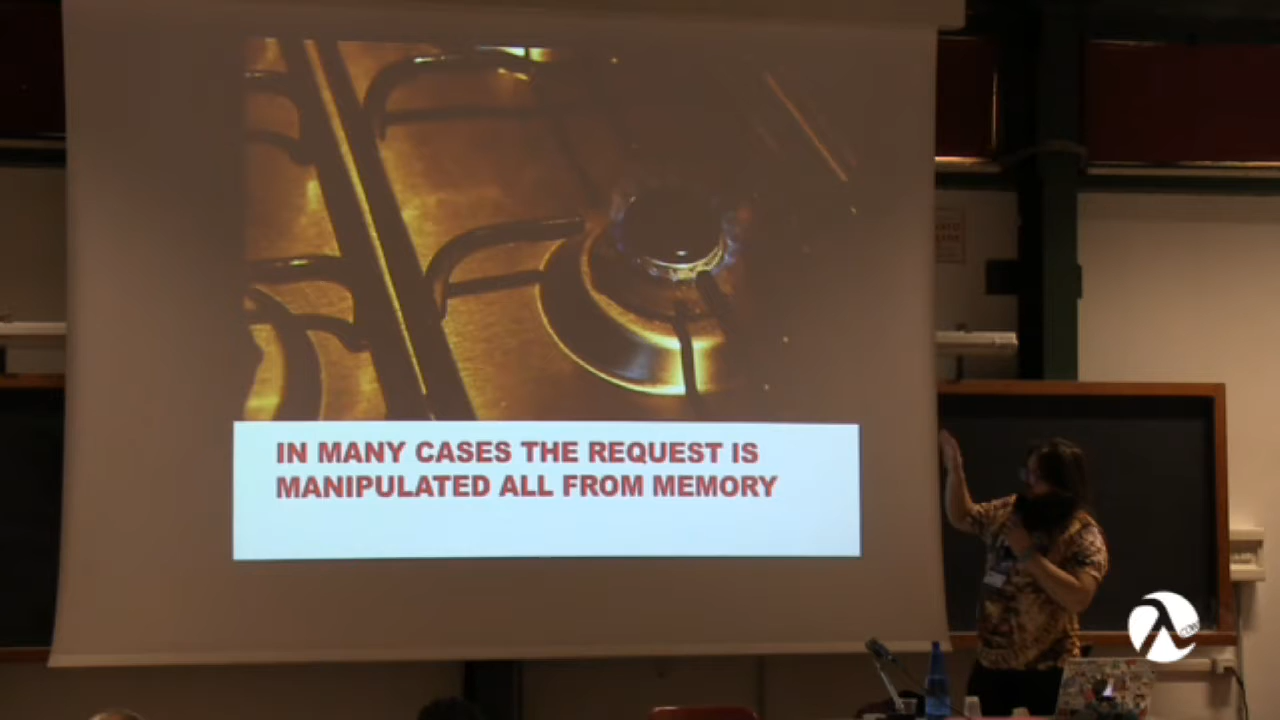 IN MANY CASES THE REQUEST IS
MANIPULATED ALL FROM MEMORY